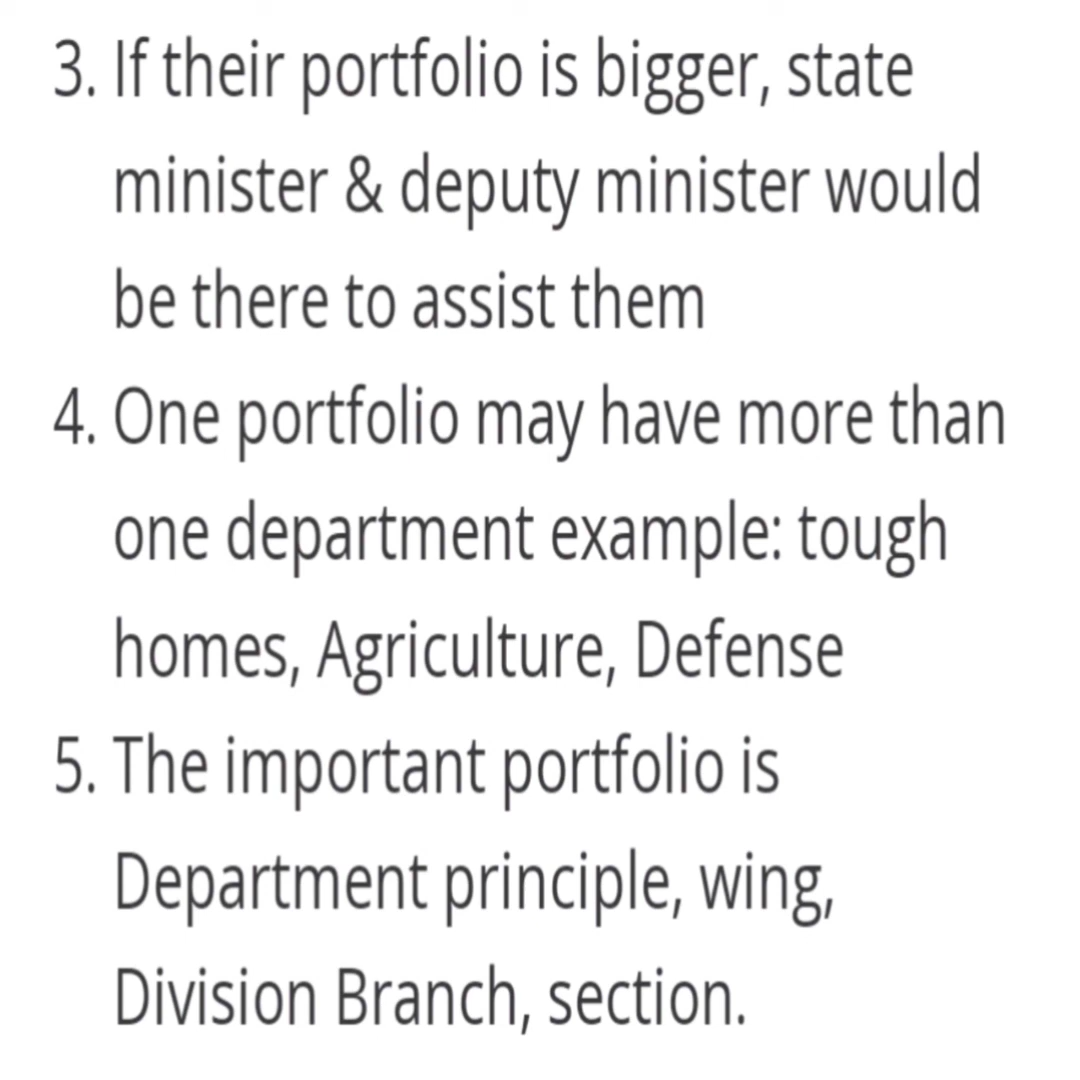 3. If their portfolio is bigger, state
minister & deputy minister would
be there to assist them
4. One portfolio may have more than
one department example: tough
homes, Agriculture, Defense
5. The important portfolio is
Department principle, wing,
Division Branch, section.